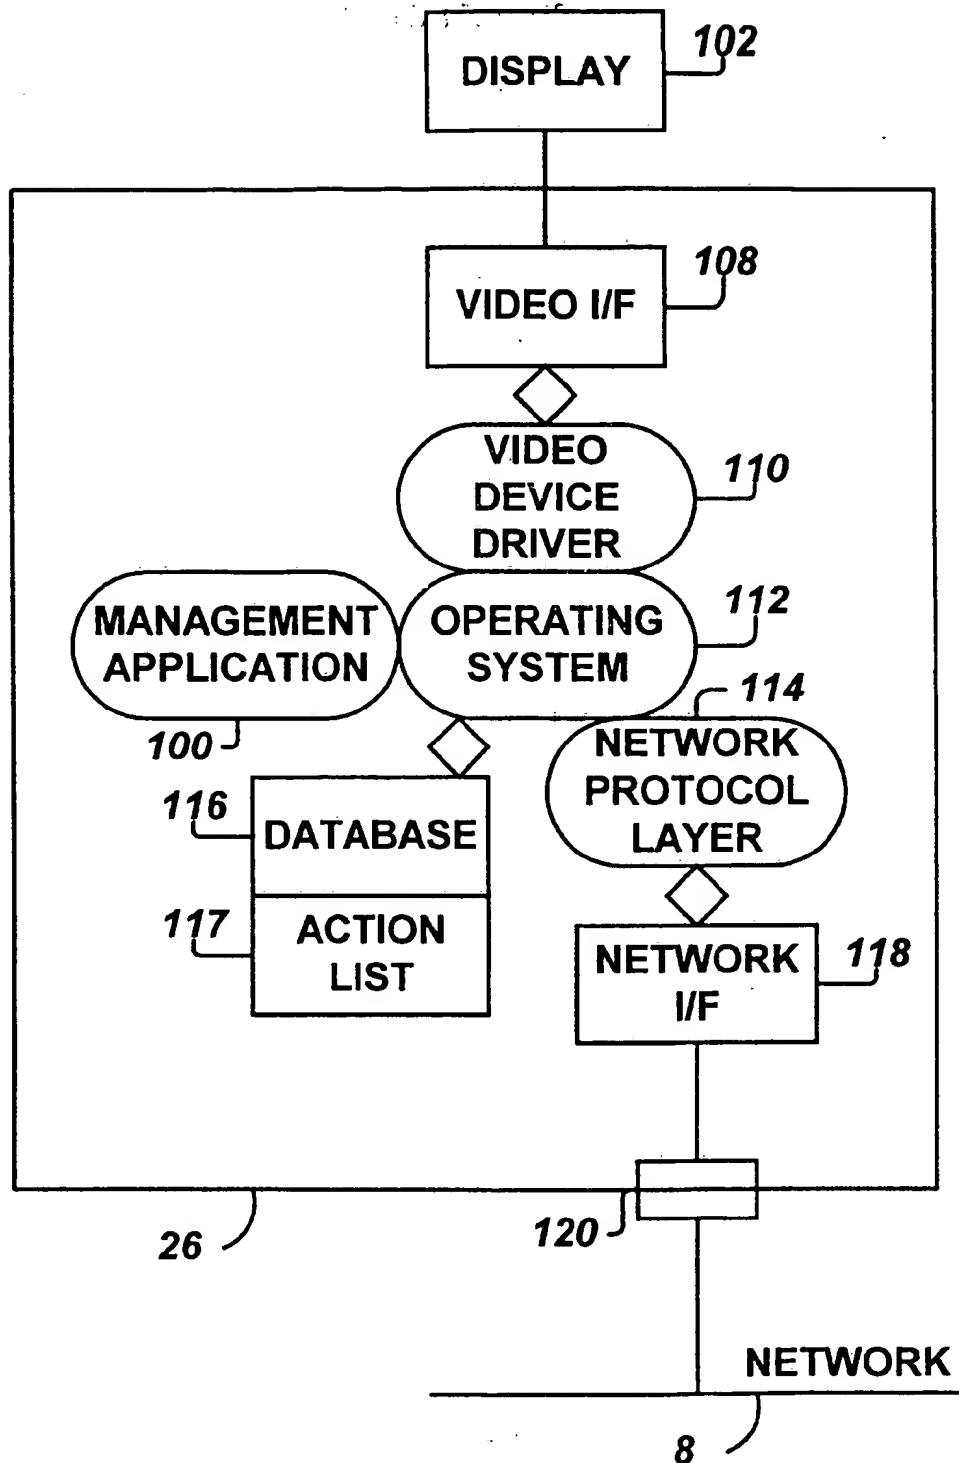 DISPLAY
102
VIDEO I/F
108
VIDEO
DEVICE
DRIVER
110
MANAGEMENT
APPLICATION
100
OPERATING
SYSTEM
112
114
NETWORK
PROTOCOL
LAYER
116
DATABASE
117
ACTION
LIST
NETWORK
I/F
118
26
120
NETWORK
8